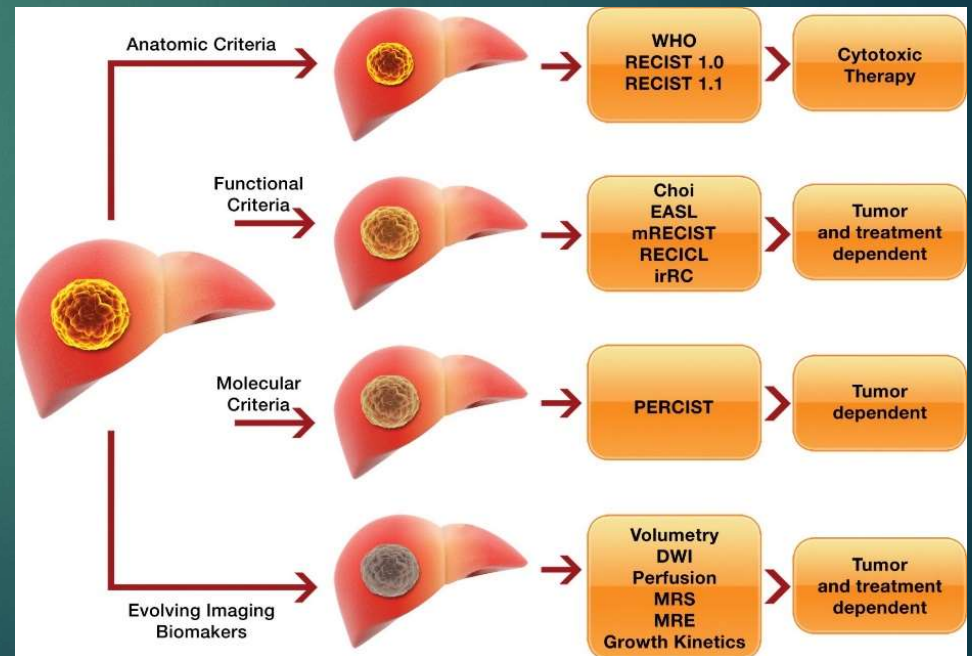 Anatomic Criteria
WHO
RECIST 1.0
RECIST 1.1
Cytotoxic
Therapy
Functional
Criteria
Choi
EASL
mRECIST
RECICL
irRC
Tumor
and treatment
dependent
Molecular
Criteria
PERCIST
Tumor
dependent
Evolving Imaging
Biomakers
Volumetry
DWI
Perfusion
MRS
MRE
Growth Kinetics
Tumor
and treatment
dependent